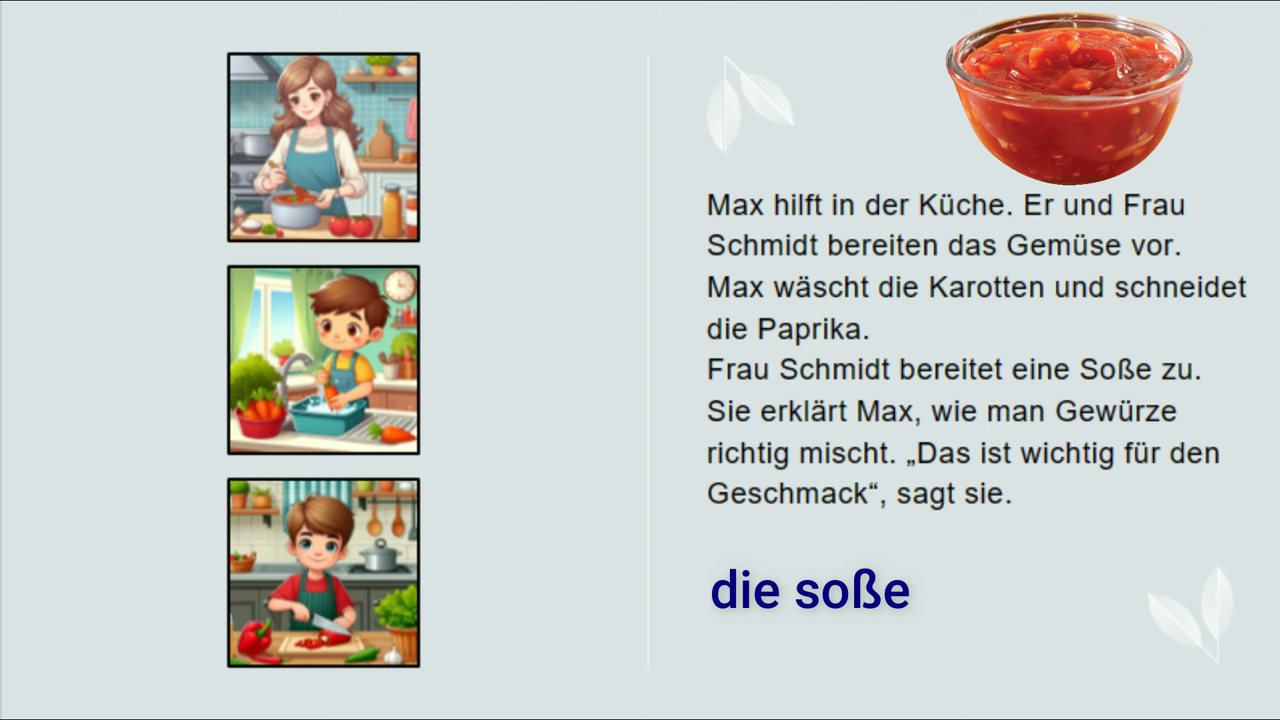 Max hilft in der Küche. Er und Frau
Schmidt bereiten das Gemüse vor.
Max wäscht die Karotten und schneidet
die Paprika.
Frau Schmidt bereitet eine Soße zu.
Sie erklärt Max, wie man Gewürze
richtig mischt. „Das ist wichtig für den
Geschmack“, sagt sie.
die soße